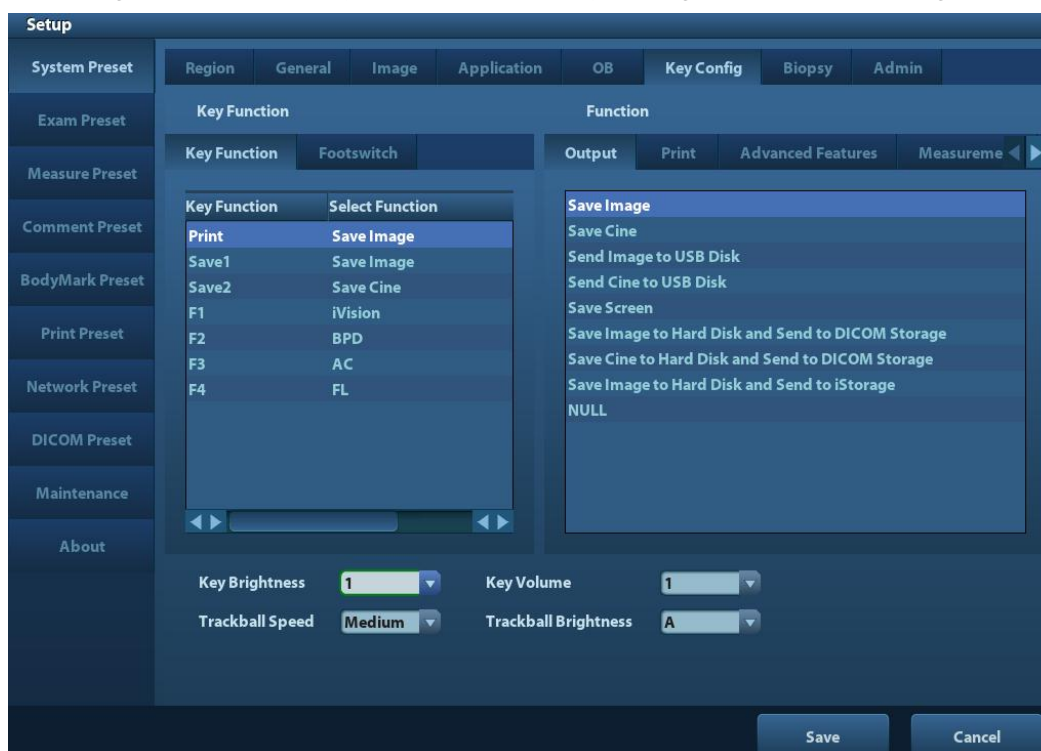 Setup
System Preset
Exam Preset
Measure Preset
Comment Preset
BodyMark Preset
Print Preset
Network Preset
DICOM Preset
Maintenance
About
Region General Image Application OB Key Config Biopsy Admin
Key Function
Key Function Footswitch
Key Function Select Function
Print Save Image
Save1 Save Image
Save2 Save Cine
F1 iVision
F2 BPD
F3 AC
F4 FL
Function
Output Print Advanced Features Measureme
Save Image
Save Cine
Send Image to USB Disk
Send Cine to USB Disk
Save Screen
Save Image to Hard Disk and Send to DICOM Storage
Save Cine to Hard Disk and Send to DICOM Storage
Save Image to Hard Disk and Send to iStorage
NULL
Key Brightness 1 Key Volume 1
Trackball Speed Medium Trackball Brightness A
Save Cancel